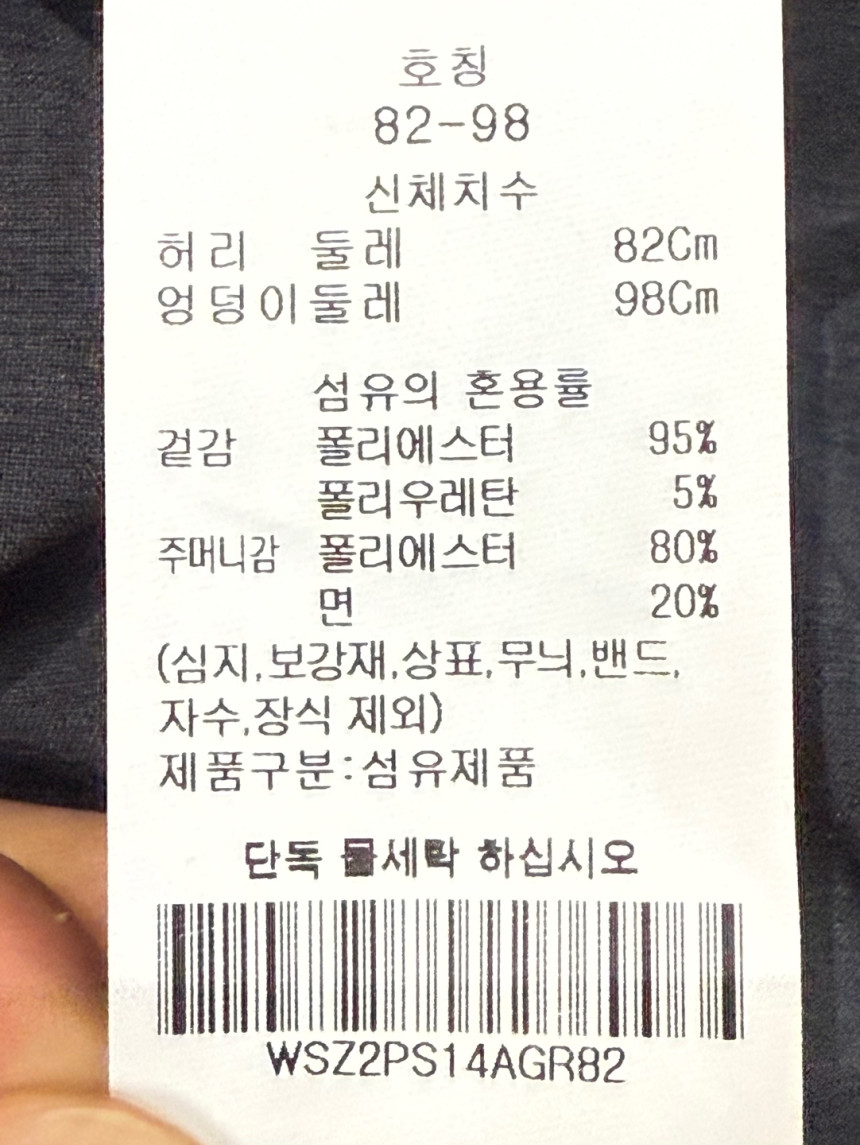 호칭
82-98
신체치수
허리 둘레 82Cm
엉덩이둘레 98Cm
섬유의 혼용률
겉감 폴리에스터 95%
폴리우레탄 5%
주머니감 폴리에스터 80%
면 20%
(심지,보강재,상표,무늬,밴드,
자수,장식 제외)
제품구분:섬유제품
단독 물세탁 하십시오
WSZ2PS14AGR82